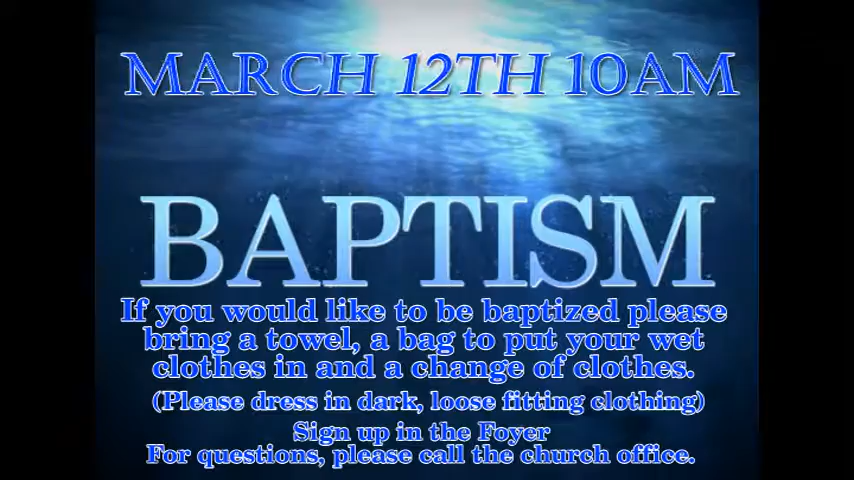 MARCH 12TH 10AM
BAPTISM
If you would like to be baptized please
bring a towel, a bag to put your wet
clothes in and a change of clothes.
(Please dress in dark, loose fitting clothing)
Sign up in the Foyer
For questions, please call the church office.